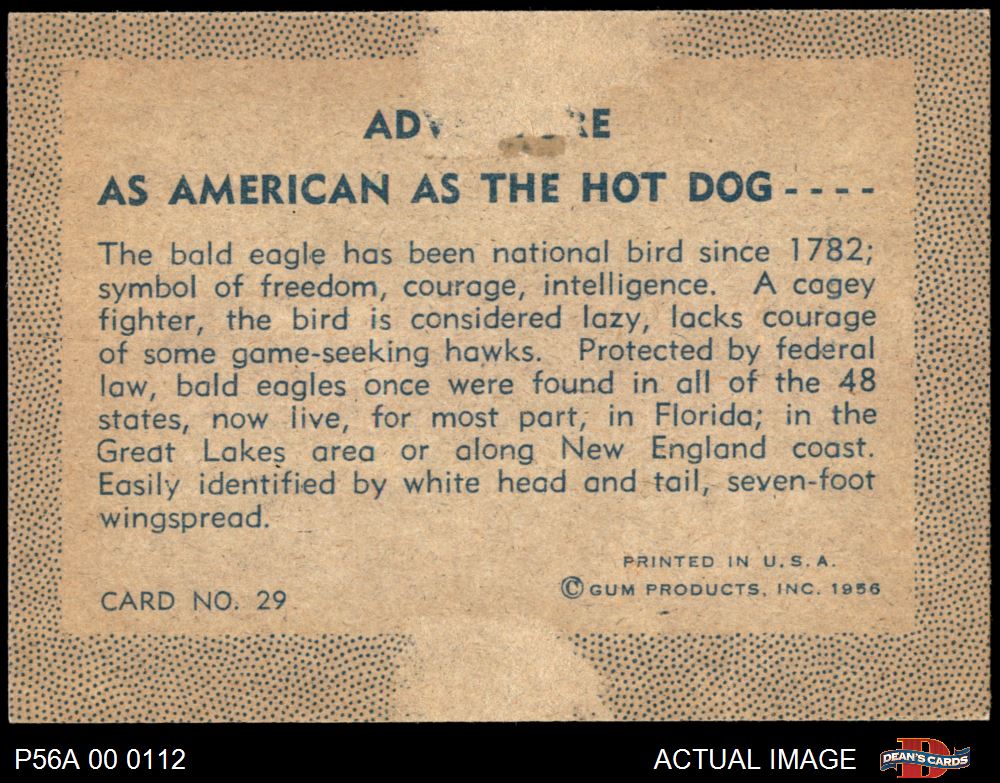 AS AMERICAN AS THE HOT DOG----
The bald eagle has been national bird since 1782;
symbol of freedom, courage, intelligence. A cagey
fighter, the bird is considered lazy, lacks courage
of some game-seeking hawks. Protected by federal
law, bald eagles once were found in all of the 48
states, now live, for most part, in Florida; in the
Great Lakes area or along New England coast.
Easily identified by white head and tail, seven-foot
wingspread.
PRINTED IN U.S.A.
CARD NO. 29
© GUM PRODUCTS, INC. 1956
P56A 00 0112
ACTUAL IMAGE
DEAN'S CARDS